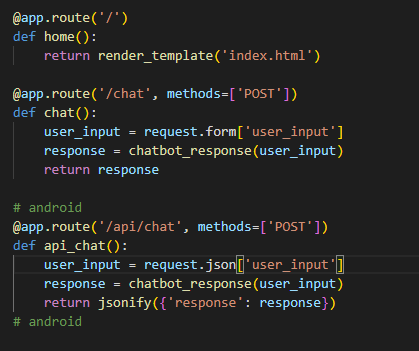 @app.route('/')
def home():
    return render_template('index.html')

@app.route('/chat', methods=['POST'])
def chat():
    user_input = request.form['user_input']
    response = chatbot_response(user_input)
    return response

# android
@app.route('/api/chat', methods=['POST'])
def api_chat():
    user_input = request.json['user_input']
    response = chatbot_response(user_input)
    return jsonify({'response': response})
# android